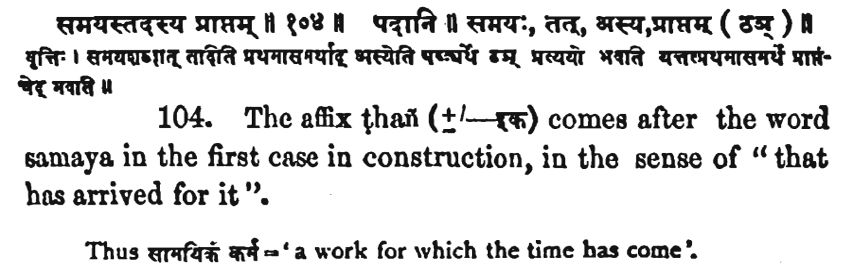 समयस्तदस्य प्राप्तम् ॥ १०४ ॥ पदानि ॥ समयः, तत्, अस्य,प्राप्तम् ( ठञ् ) ॥
वृत्तिः । समयशब्दात् तदिति प्रथमासमर्थाद् अस्येति षष्ठ्यर्थे ठञ् प्रत्ययो भवति यत्तत्प्रथमासमर्थं प्राप्तं-
चेद् भवति ॥
104. The affix ṭhañ (±/—इक) comes after the word
samaya in the first case in construction, in the sense of “ that
has arrived for it ”.
Thus सामयिकं कर्म = ‘ a work for which the time has come ’.